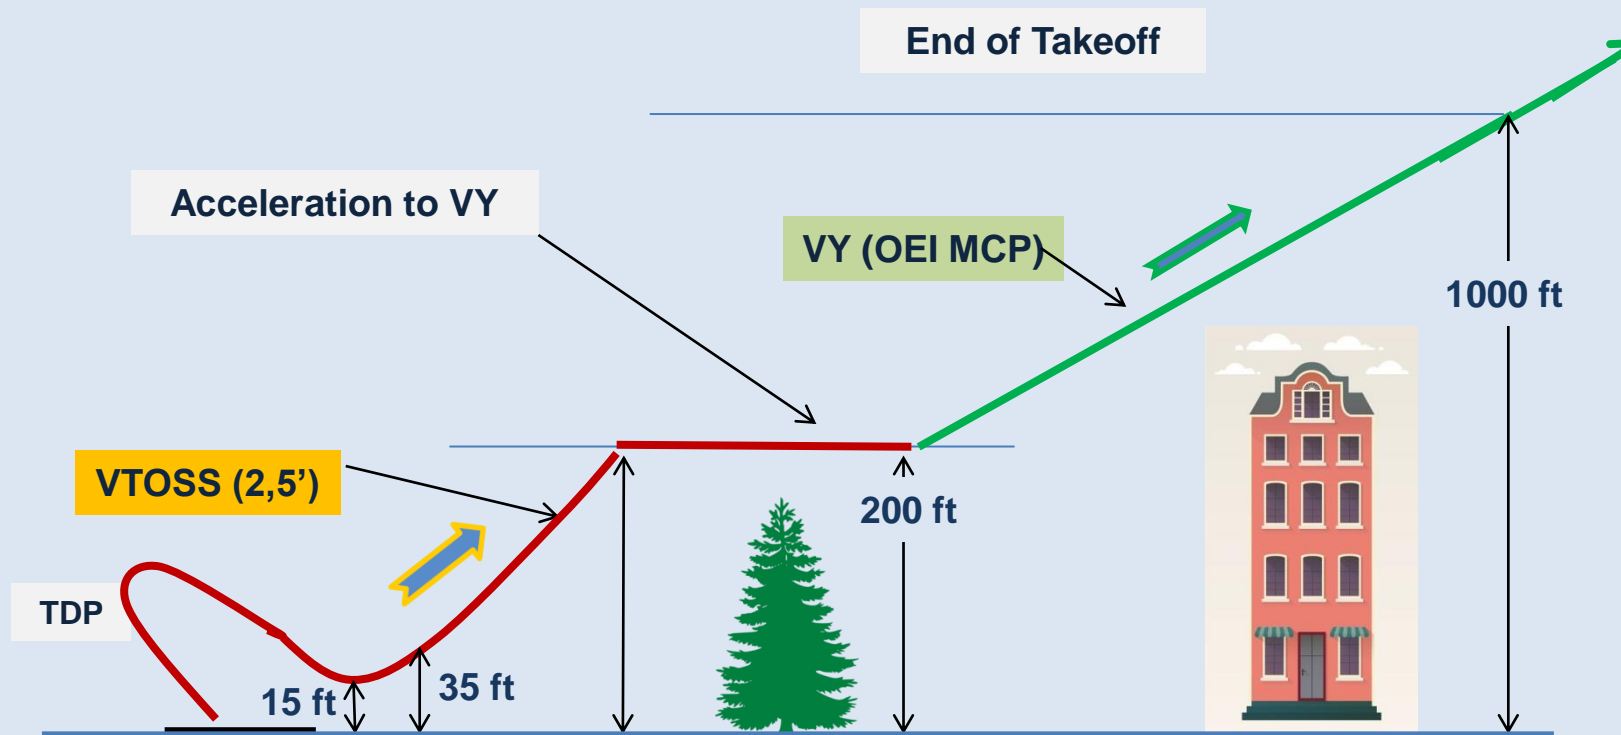 End of Takeoff
Acceleration to VY
VY (OEI MCP)
1000 ft
VTOSS (2,5’)
200 ft
TDP
15 ft
35 ft